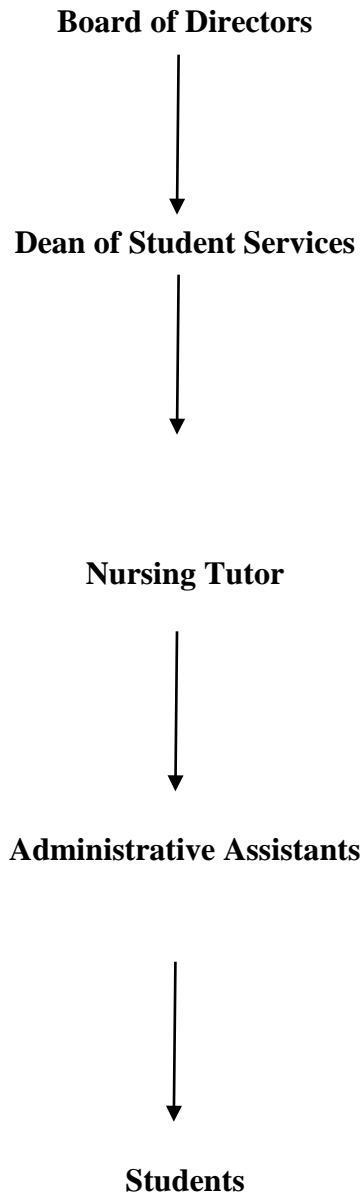 Board of Directors
Dean of Student Services
Nursing Tutor
Administrative Assistants
Students